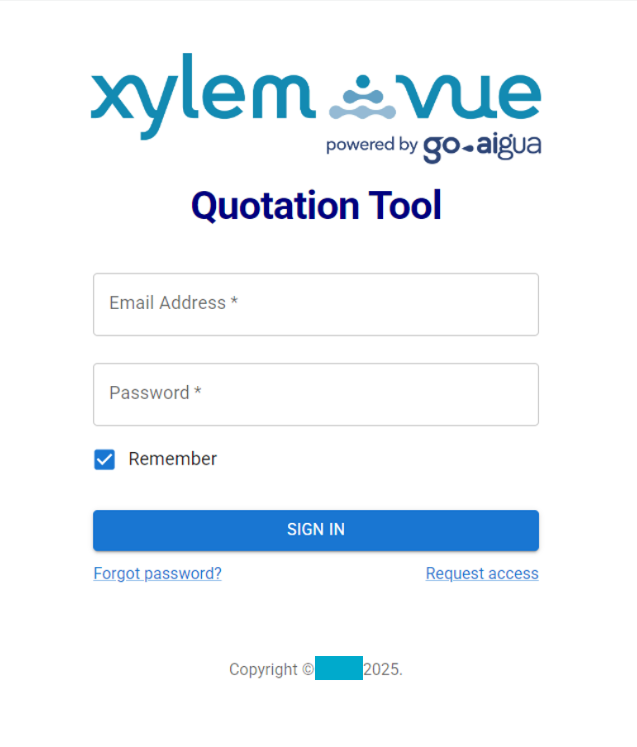 xylem vue
powered by go-aigua
Quotation Tool
Email Address *
Password *
Remember
SIGN IN
Forgot password? Request access
Copyright © 2025.